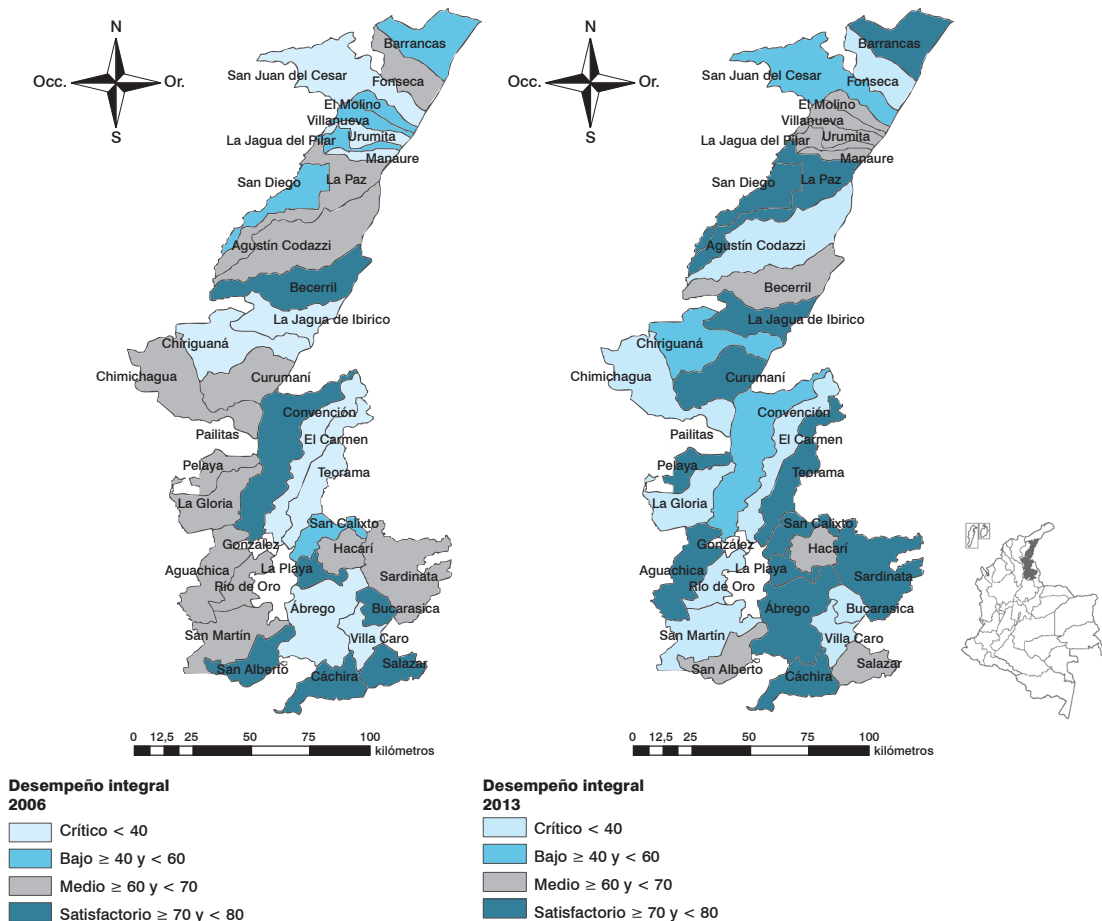 N
Occ.
Or.
S
Barrancas
San Juan del Cesar
Fonseca
El Molino
Villanueva
La Jagua del Pilar
Urumita
Manaure
San Diego
La Paz
Agustín Codazzi
Becerril
La Jagua de Ibirico
Chiriguaná
Chimichagua
Curumaní
Convención
Pailitas
El Carmen
Pelaya
Teorama
La Gloria
San Calixto
González
Hacarí
Aguachica
La Playa
Río de Oro
Sardinata
Ábrego
Bucarasica
San Martín
Villa Caro
San Alberto
Salazar
Cáchira
0 12,5 25 50 75 100
kilómetros
Desempeño integral
2006
Crítico < 40
Bajo ≥ 40 y < 60
Medio ≥ 60 y < 70
Satisfactorio ≥ 70 y < 80
N
Occ.
Or.
S
Barrancas
San Juan del Cesar
Fonseca
El Molino
Villanueva
La Jagua del Pilar
Urumita
Manaure
San Diego
La Paz
Agustín Codazzi
Becerril
La Jagua de Ibirico
Chiriguaná
Chimichagua
Curumaní
Convención
Pailitas
El Carmen
Pelaya
Teorama
La Gloria
San Calixto
González
Hacarí
Aguachica
La Playa
Río de Oro
Sardinata
Ábrego
Bucarasica
San Martín
Villa Caro
San Alberto
Salazar
Cáchira
0 12,5 25 50 75 100
kilómetros
Desempeño integral
2013
Crítico < 40
Bajo ≥ 40 y < 60
Medio ≥ 60 y < 70
Satisfactorio ≥ 70 y < 80